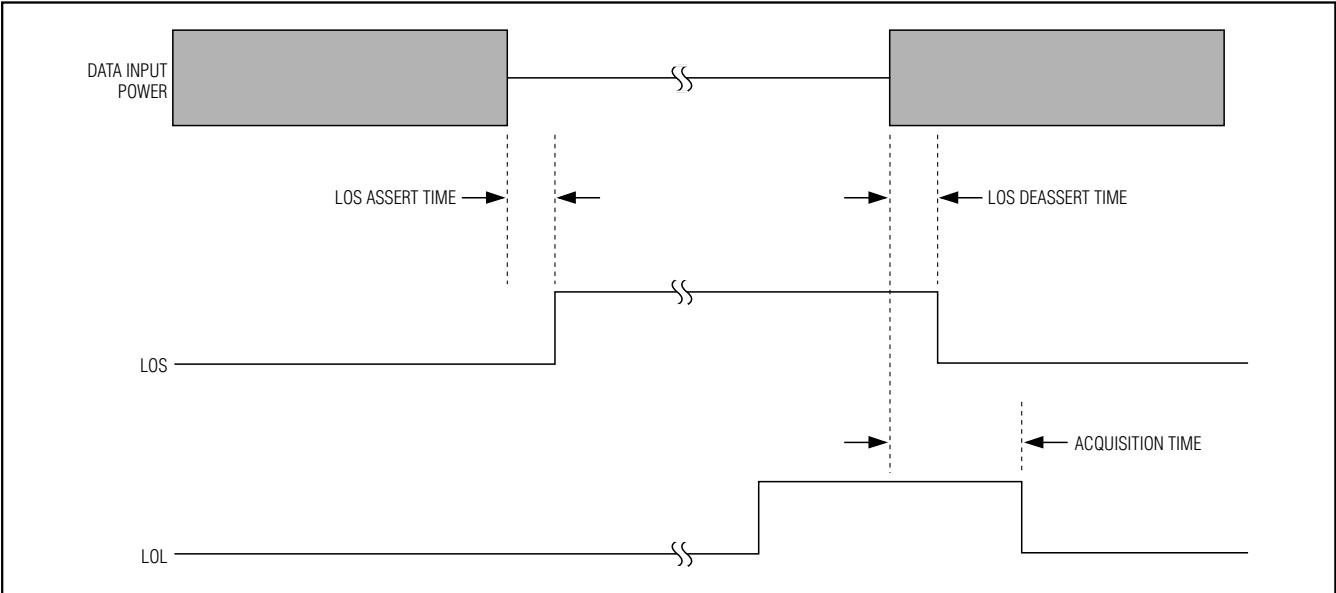 DATA INPUT
POWER
LOS ASSERT TIME
LOS DEASSERT TIME
LOS
ACQUISITION TIME
LOL